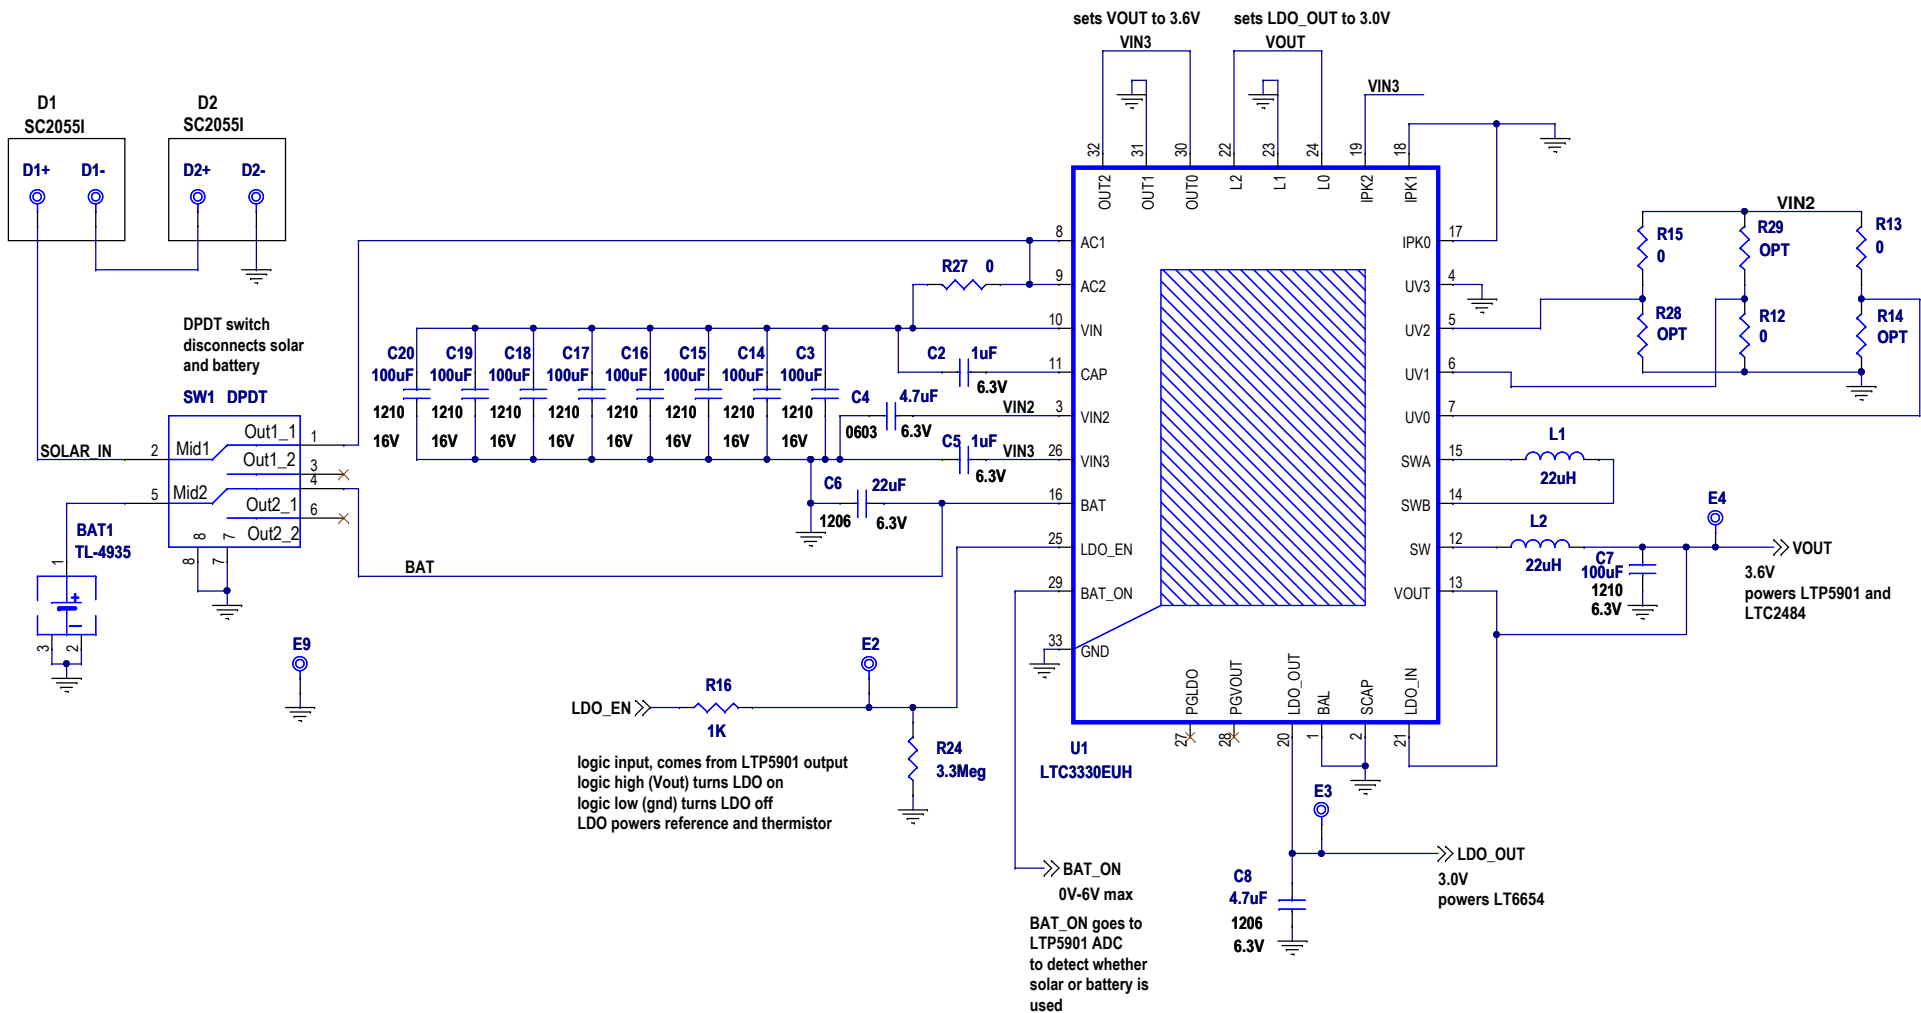 sets VOUT to 3.6V
sets LDO_OUT to 3.0V
VIN3
VOUT
VIN3
D1
SC2055I
D1+ D1-
D2
SC2055I
D2+ D2-
32 31 30 22 23 24 19 18
OUT2 OUT1 OUT0 L2 L1 L0 IPK2 IPK1
8 AC1
9 AC2
10 VIN
11 CAP
3 VIN2
26 VIN3
16 BAT
25 LDO_EN
29 BAT_ON
33 GND
IPK0 17
UV3 4
UV2 5
UV1 6
UV0 7
SWA 15
SWB 14
SW 12
VOUT 13
PGLDO PGVOUT LDO_OUT BAL SCAP LDO_IN
27 28 20 1 2 21
U1
LTC3330EUH
VIN2
R15
0
R29
OPT
R13
0
R28
OPT
R12
0
R14
OPT
R27 0
DPDT switch
disconnects solar
and battery
SW1 DPDT
SOLAR_IN
2 Mid1
Out1_1 1
Out1_2 3
4
5 Mid2
Out2_1 6
Out2_2
8 7
8 7
BAT1
TL-4935
1
+
−
3 2
BAT
C20
100uF
1210
16V
C19
100uF
1210
16V
C18
100uF
1210
16V
C17
100uF
1210
16V
C16
100uF
1210
16V
C15
100uF
1210
16V
C14
100uF
1210
16V
C3
100uF
1210
16V
C2 1uF
6.3V
C4 4.7uF
0603 6.3V
VIN2
C5 1uF
6.3V
VIN3
C6 22uF
1206 6.3V
L1
22uH
L2
22uH
E4
C7
100uF
1210
6.3V
VOUT
3.6V
powers LTP5901 and
LTC2484
E9
E2
LDO_EN
R16
1K
R24
3.3Meg
logic input, comes from LTP5901 output
logic high (Vout) turns LDO on
logic low (gnd) turns LDO off
LDO powers reference and thermistor
BAT_ON
0V-6V max
BAT_ON goes to
LTP5901 ADC
to detect whether
solar or battery is
used
E3
C8
4.7uF
1206
6.3V
LDO_OUT
3.0V
powers LT6654